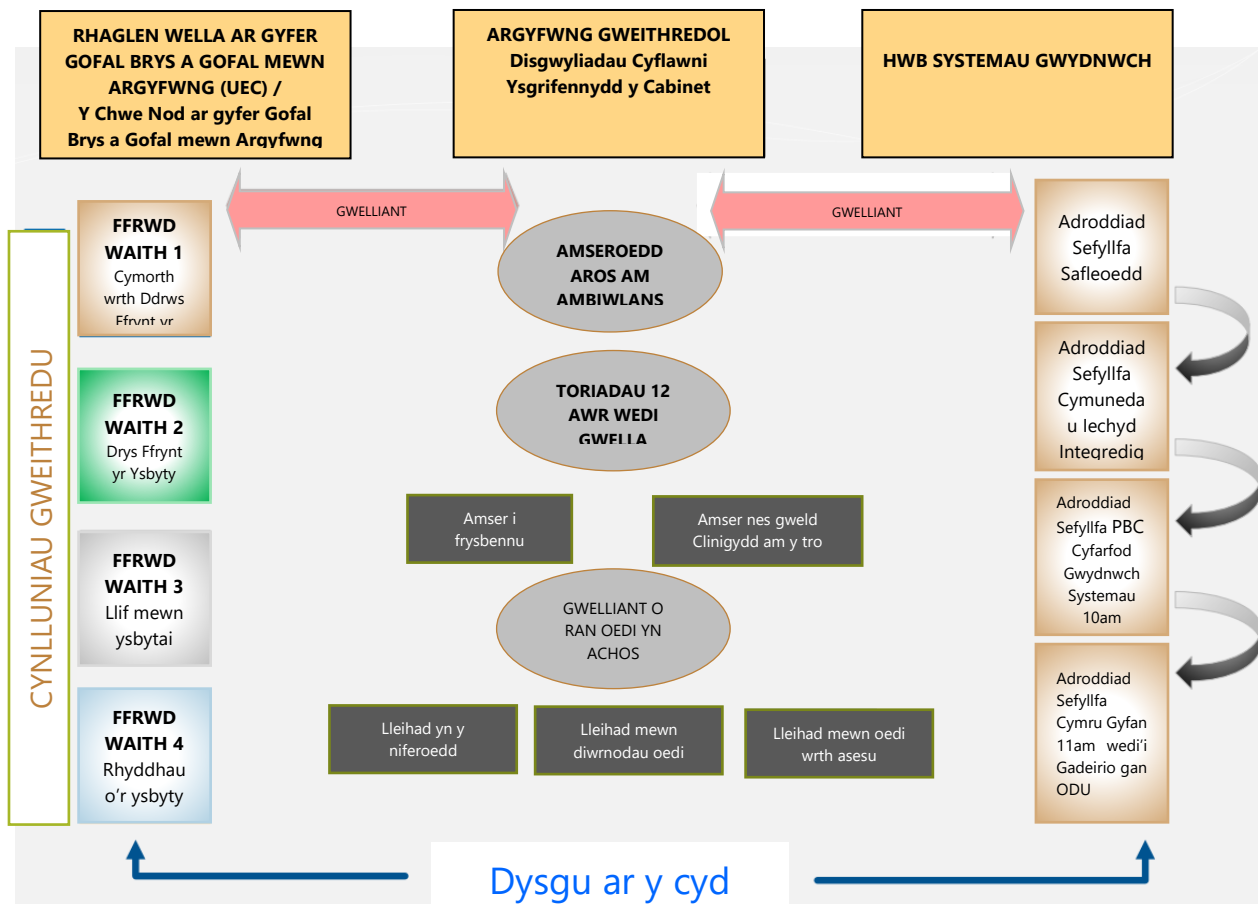 RHAGLEN WELLA AR GYFER
GOFAL BRYS A GOFAL MEWN
ARGYFWNG (UEC) /
Y Chwe Nod ar gyfer Gofal
Brys a Gofal mewn Argyfwng
ARGYFWNG GWEITHREDOL
Disgwyliadau Cyflawni
Ysgrifennydd y Cabinet
HWB SYSTEMAU GWYDNWCH
GWELLIANT
GWELLIANT
CYNLLUNIAU GWEITHREDU
FFRWD
WAITH 1
Cymorth
wrth Ddrws
Ffrynt yr
FFRWD
WAITH 2
Drys Ffrynt
yr Ysbyty
FFRWD
WAITH 3
Llif mewn
ysbytai
FFRWD
WAITH 4
Rhyddhau
o'r ysbyty
AMSEROEDD
AROS AM
AMBIWLANS
TORIADAU 12
AWR WEDI
GWELLA
Amser i
frysbennu
Amser nes gweld
Clinigydd am y tro
GWELLIANT O
RAN OEDI YN
ACHOS
Lleihad yn y
niferoedd
Lleihad mewn
diwrnodau oedi
Lleihad mewn oedi
wrth asesu
Adroddiad
Sefyllfa
Safleoedd
Adroddiad
Sefyllfa
Cymuneda
u Iechyd
Integredig
Adroddiad
Sefyllfa PBC
Cyfarfod
Gwydnwch
Systemau
10am
Adroddiad
Sefyllfa
Cymru Gyfan
11am wedi'i
Gadeirio gan
ODU
Dysgu ar y cyd